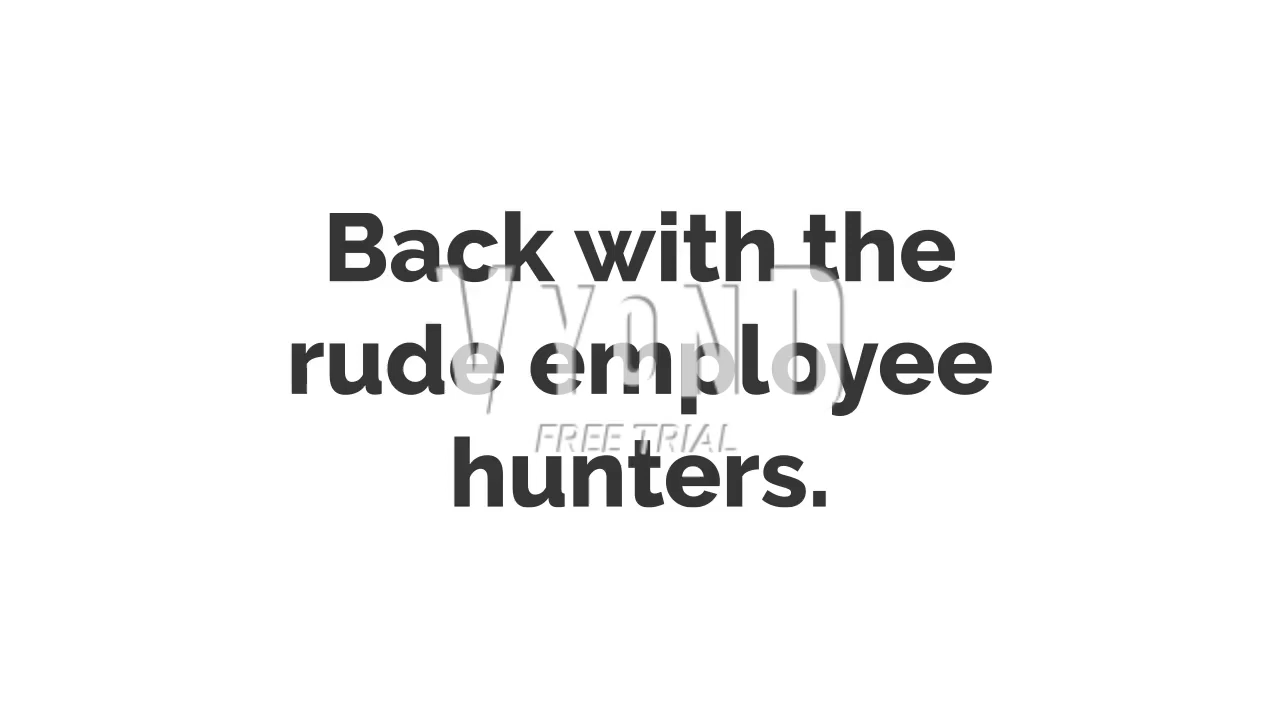 Back with the
rude employee
hunters.
VYOND
FREE TRIAL